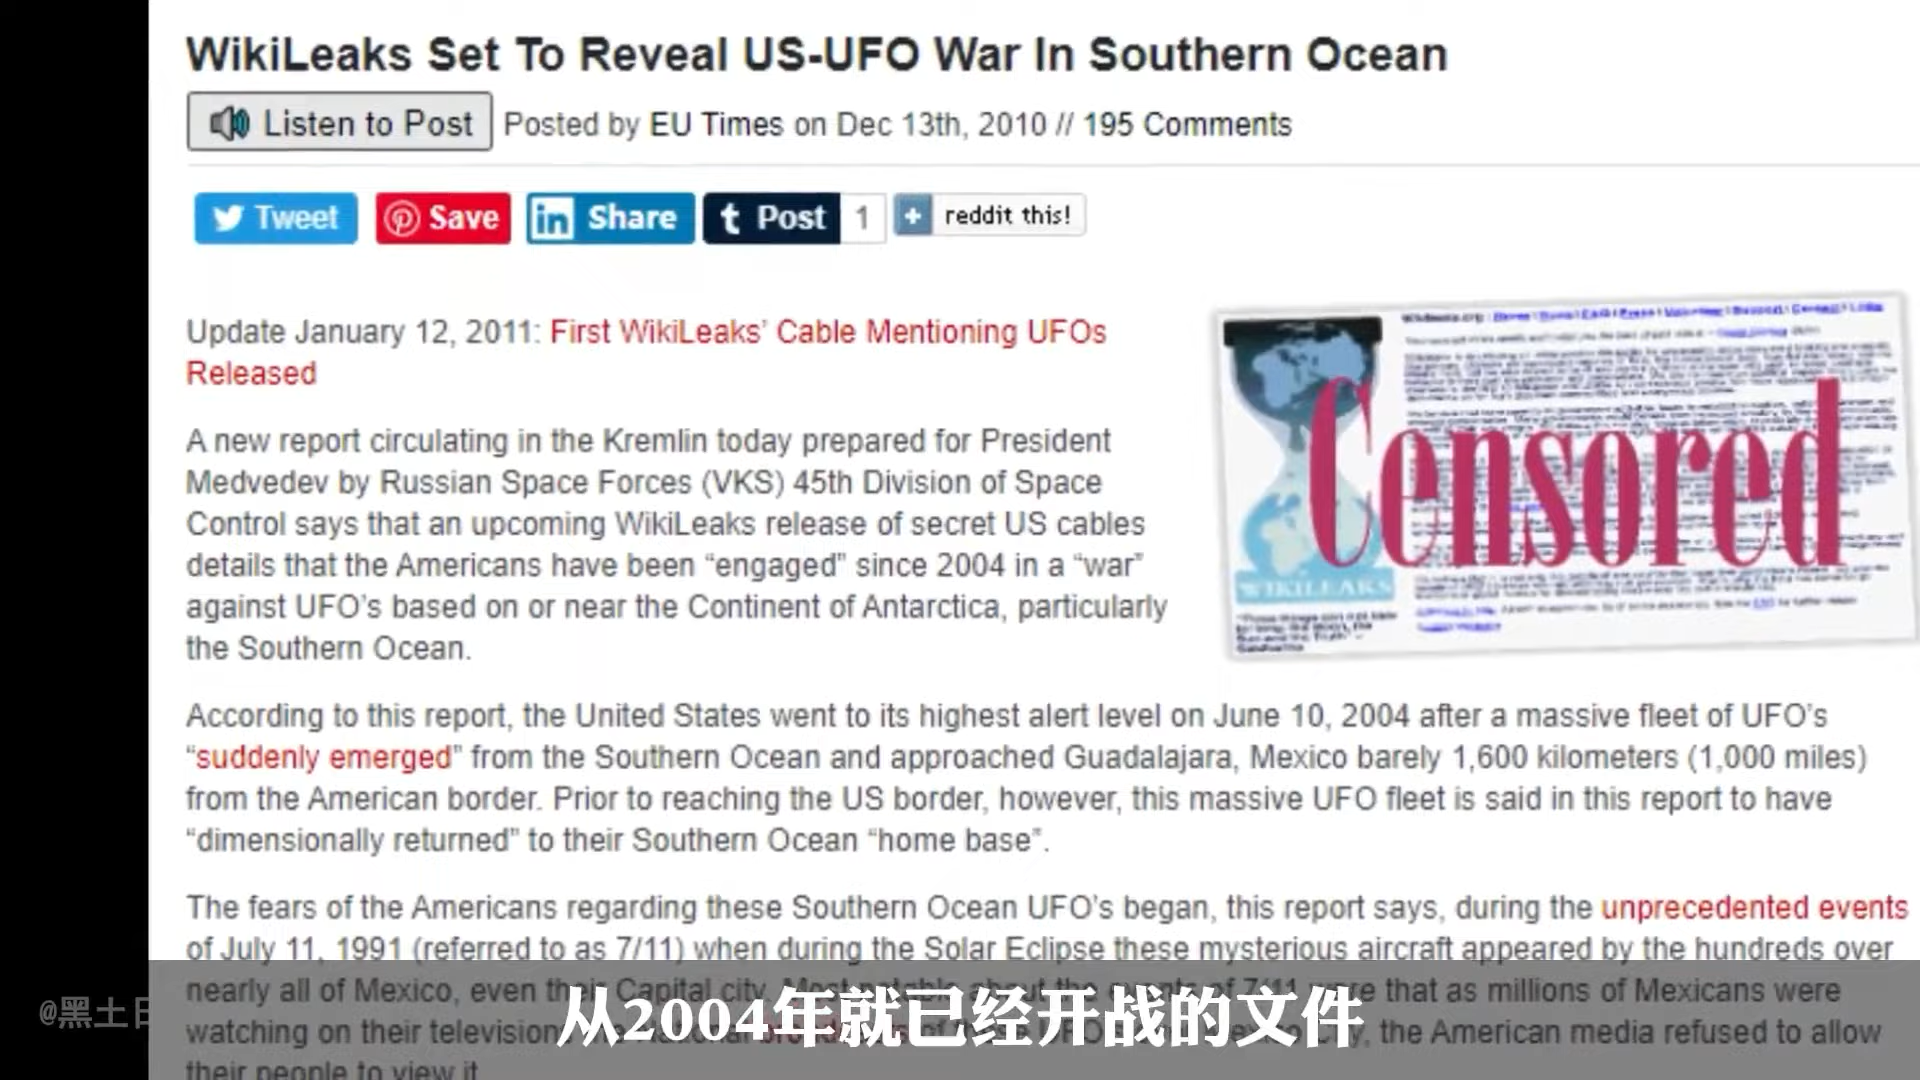 WikiLeaks Set To Reveal US-UFO War In Southern Ocean
Listen to Post Posted by EU Times on Dec 13th, 2010 // 195 Comments
Tweet Save in Share t Post 1 + reddit this!
Update January 12, 2011: First WikiLeaks’ Cable Mentioning UFOs
Released
A new report circulating in the Kremlin today prepared for President
Medvedev by Russian Space Forces (VKS) 45th Division of Space
Control says that an upcoming WikiLeaks release of secret US cables
details that the Americans have been “engaged” since 2004 in a “war”
against UFO’s based on or near the Continent of Antarctica, particularly
the Southern Ocean.
Censored
WIKILEAKS
According to this report, the United States went to its highest alert level on June 10, 2004 after a massive fleet of UFO’s
“suddenly emerged” from the Southern Ocean and approached Guadalajara, Mexico barely 1,600 kilometers (1,000 miles)
from the American border. Prior to reaching the US border, however, this massive UFO fleet is said in this report to have
“dimensionally returned” to their Southern Ocean “home base”.
The fears of the Americans regarding these Southern Ocean UFO’s began, this report says, during the unprecedented events
of July 11, 1991 (referred to as 7/11) when during the Solar Eclipse these mysterious aircraft appeared by the hundreds over
nearly all of Mexico, even their Capital city. that as millions of Mexicans were
watching on their television the American media refused to allow
their people to view it
从2004年就已经开战的文件
@黑土